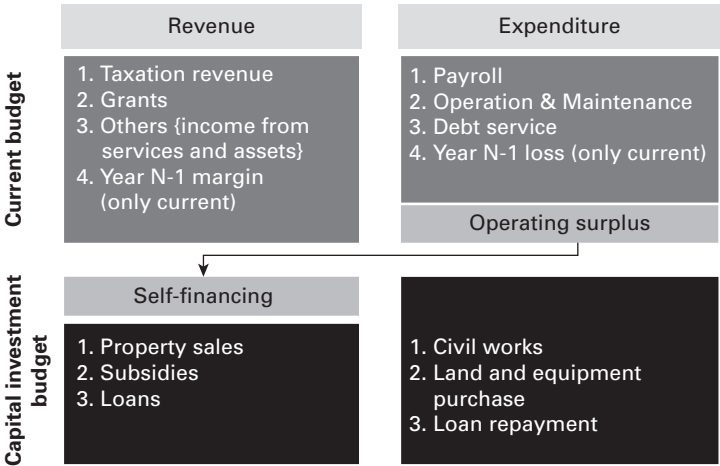 Revenue
Expenditure
Current budget
1. Taxation revenue
2. Grants
3. Others {income from
services and assets}
4. Year N-1 margin
(only current)
1. Payroll
2. Operation & Maintenance
3. Debt service
4. Year N-1 loss (only current)
Operating surplus
Capital investment
budget
Self-financing
1. Property sales
2. Subsidies
3. Loans
1. Civil works
2. Land and equipment
purchase
3. Loan repayment